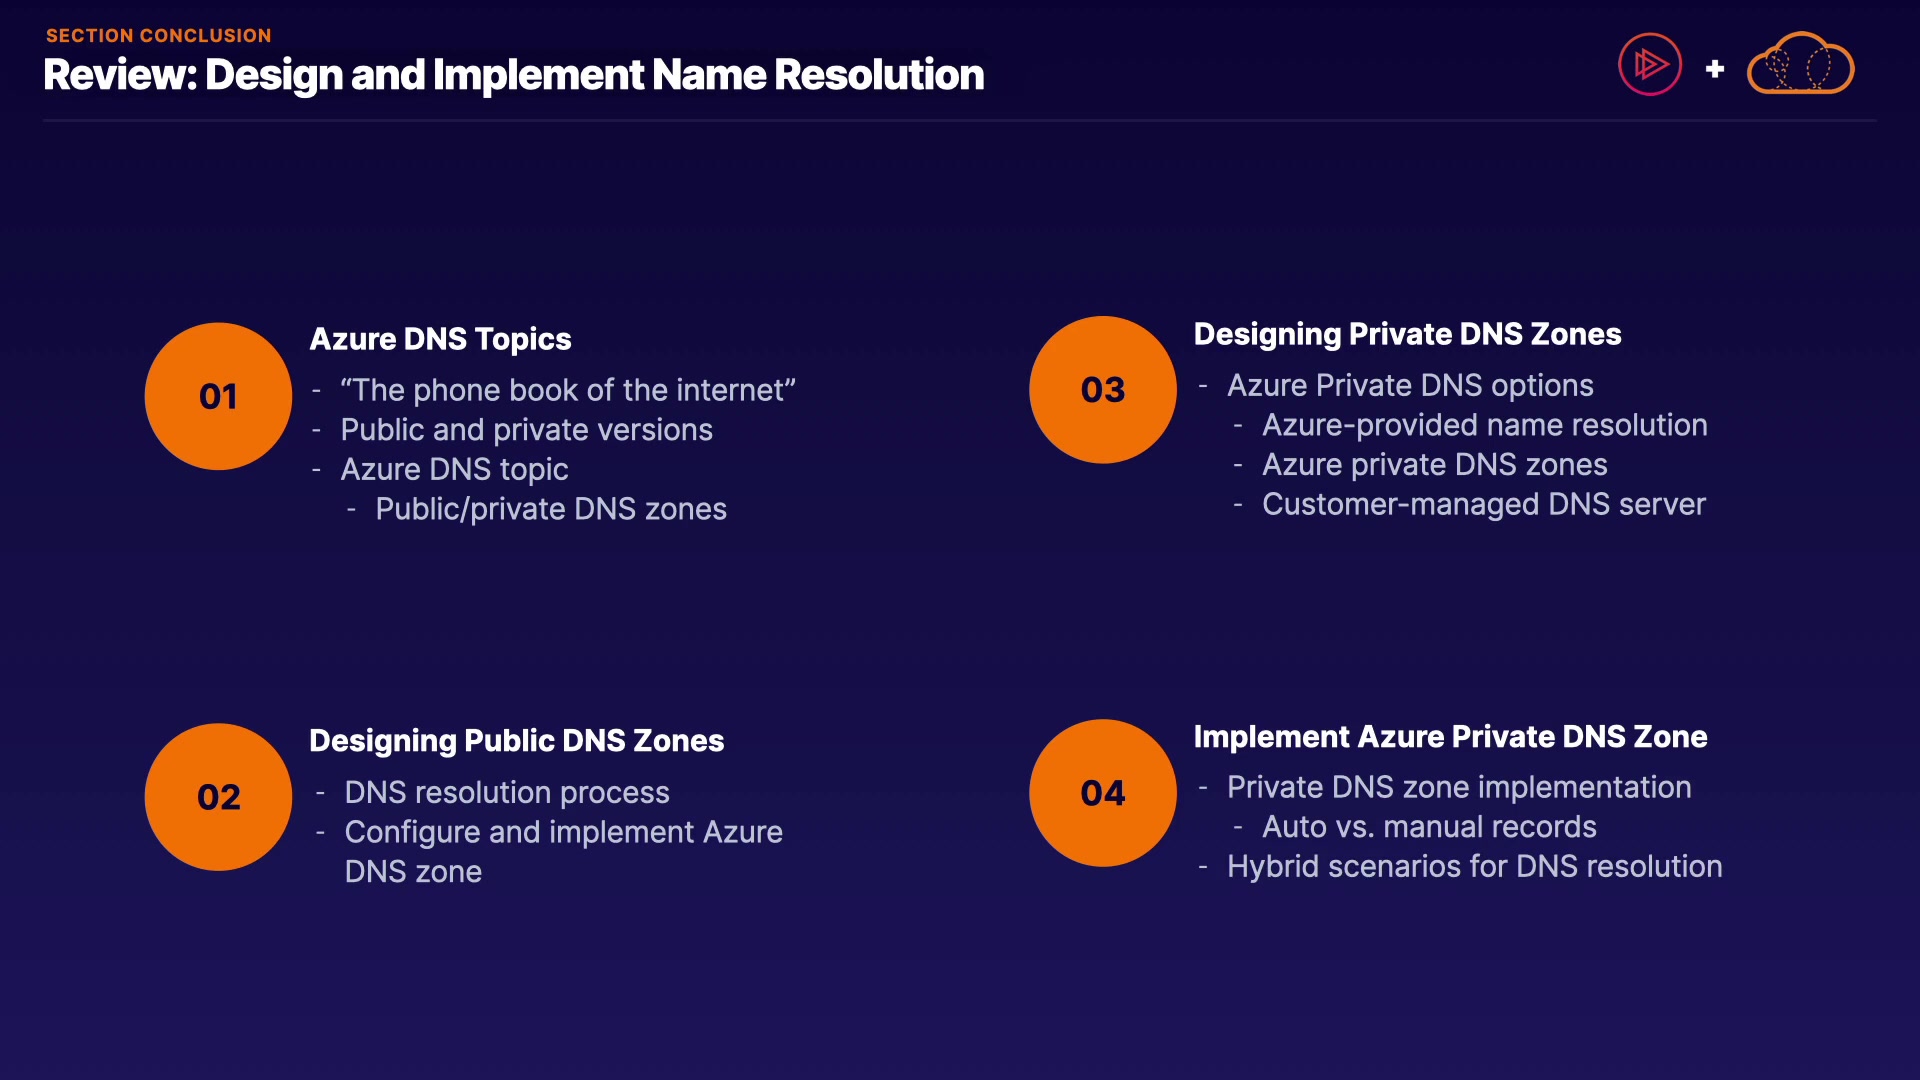 SECTION CONCLUSION
Review: Design and Implement Name Resolution
+
01
Azure DNS Topics
- “The phone book of the internet”
- Public and private versions
- Azure DNS topic
- Public/private DNS zones
02
Designing Public DNS Zones
- DNS resolution process
- Configure and implement Azure
DNS zone
03
Designing Private DNS Zones
- Azure Private DNS options
- Azure-provided name resolution
- Azure private DNS zones
- Customer-managed DNS server
04
Implement Azure Private DNS Zone
- Private DNS zone implementation
- Auto vs. manual records
- Hybrid scenarios for DNS resolution